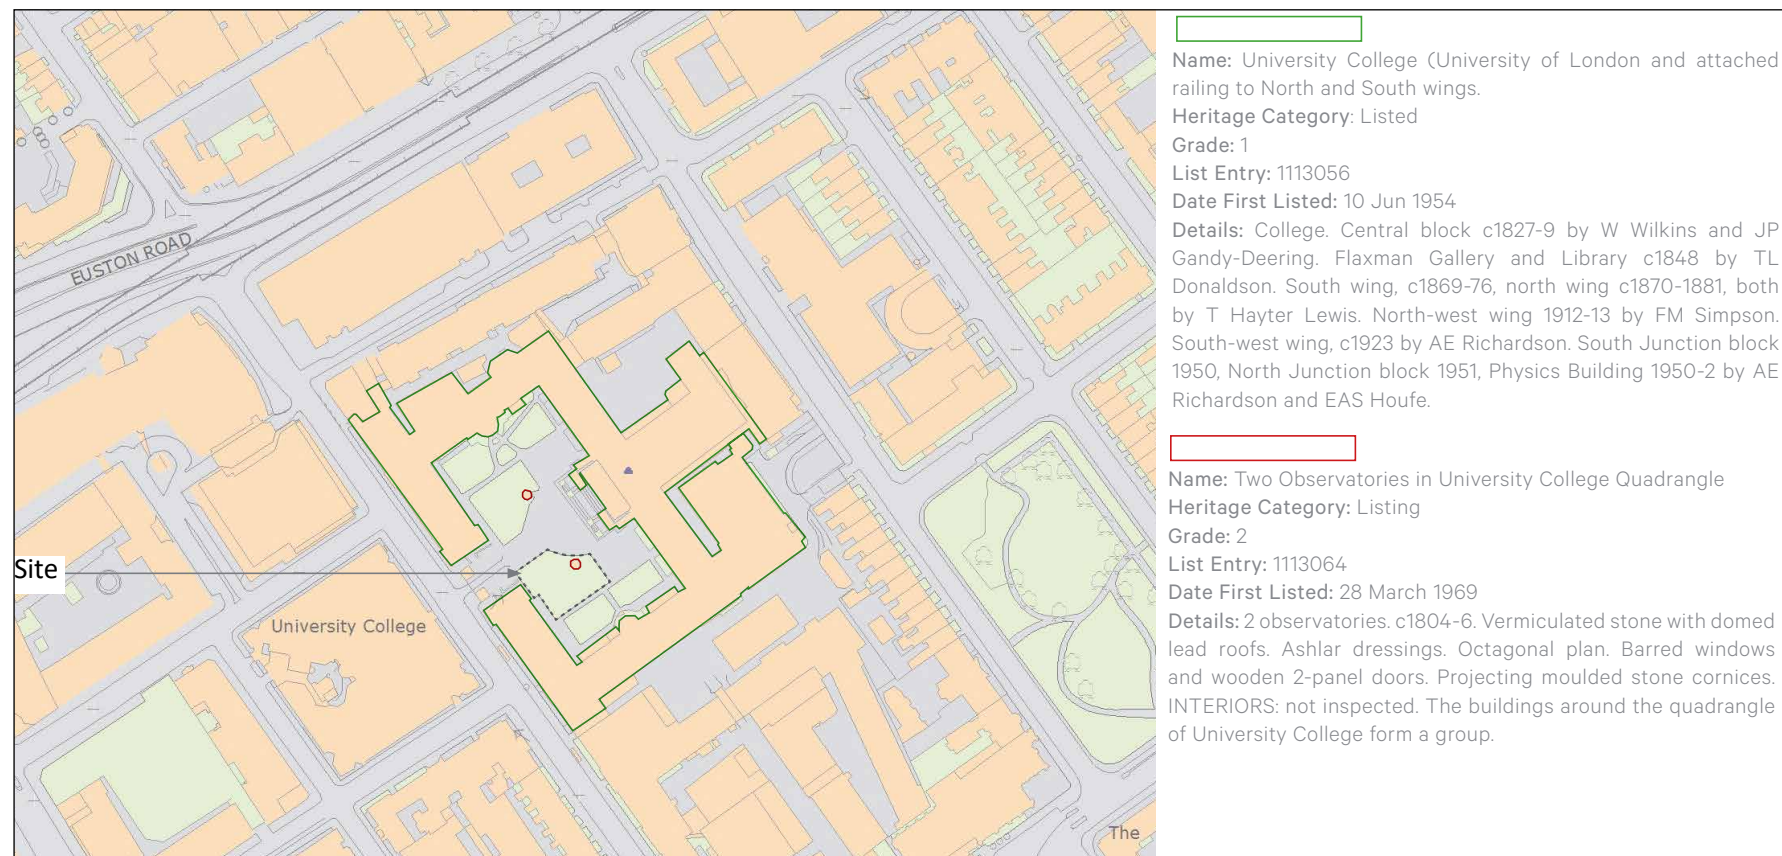 EUSTON ROAD
Site
University College
The
Name: University College (University of London and attached
railing to North and South wings.
Heritage Category: Listed
Grade: 1
List Entry: 1113056
Date First Listed: 10 Jun 1954
Details: College. Central block c1827-9 by W Wilkins and JP
Gandy-Deering. Flaxman Gallery and Library c1848 by TL
Donaldson. South wing, c1869-76, north wing c1870-1881, both
by T Hayter Lewis. North-west wing 1912-13 by FM Simpson.
South-west wing, c1923 by AE Richardson. South Junction block
1950, North Junction block 1951, Physics Building 1950-2 by AE
Richardson and EAS Houfe.
Name: Two Observatories in University College Quadrangle
Heritage Category: Listing
Grade: 2
List Entry: 1113064
Date First Listed: 28 March 1969
Details: 2 observatories. c1804-6. Vermiculated stone with domed
lead roofs. Ashlar dressings. Octagonal plan. Barred windows
and wooden 2-panel doors. Projecting moulded stone cornices.
INTERIORS: not inspected. The buildings around the quadrangle
of University College form a group.